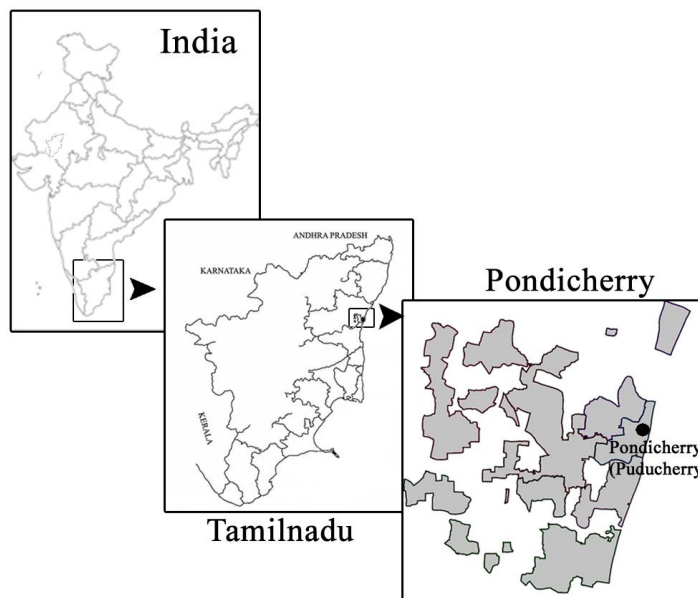 India
ANDHRA PRADESH
KARNATAKA
KERALA
Tamilnadu
Pondicherry
Pondicherry
(Puducherry